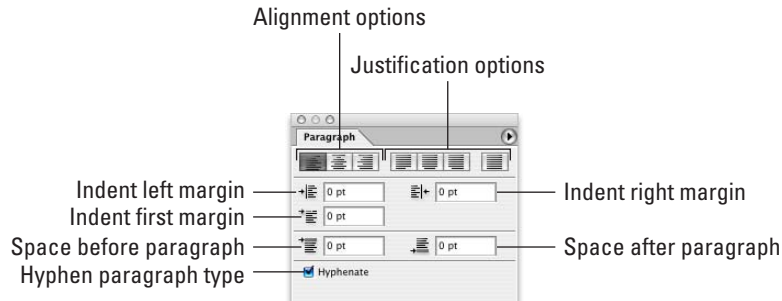 Alignment options
Justification options
Paragraph
Indent left margin
0 pt
0 pt
Indent right margin
Indent first margin
0 pt
Space before paragraph
0 pt
0 pt
Space after paragraph
Hyphen paragraph type
Hyphenate